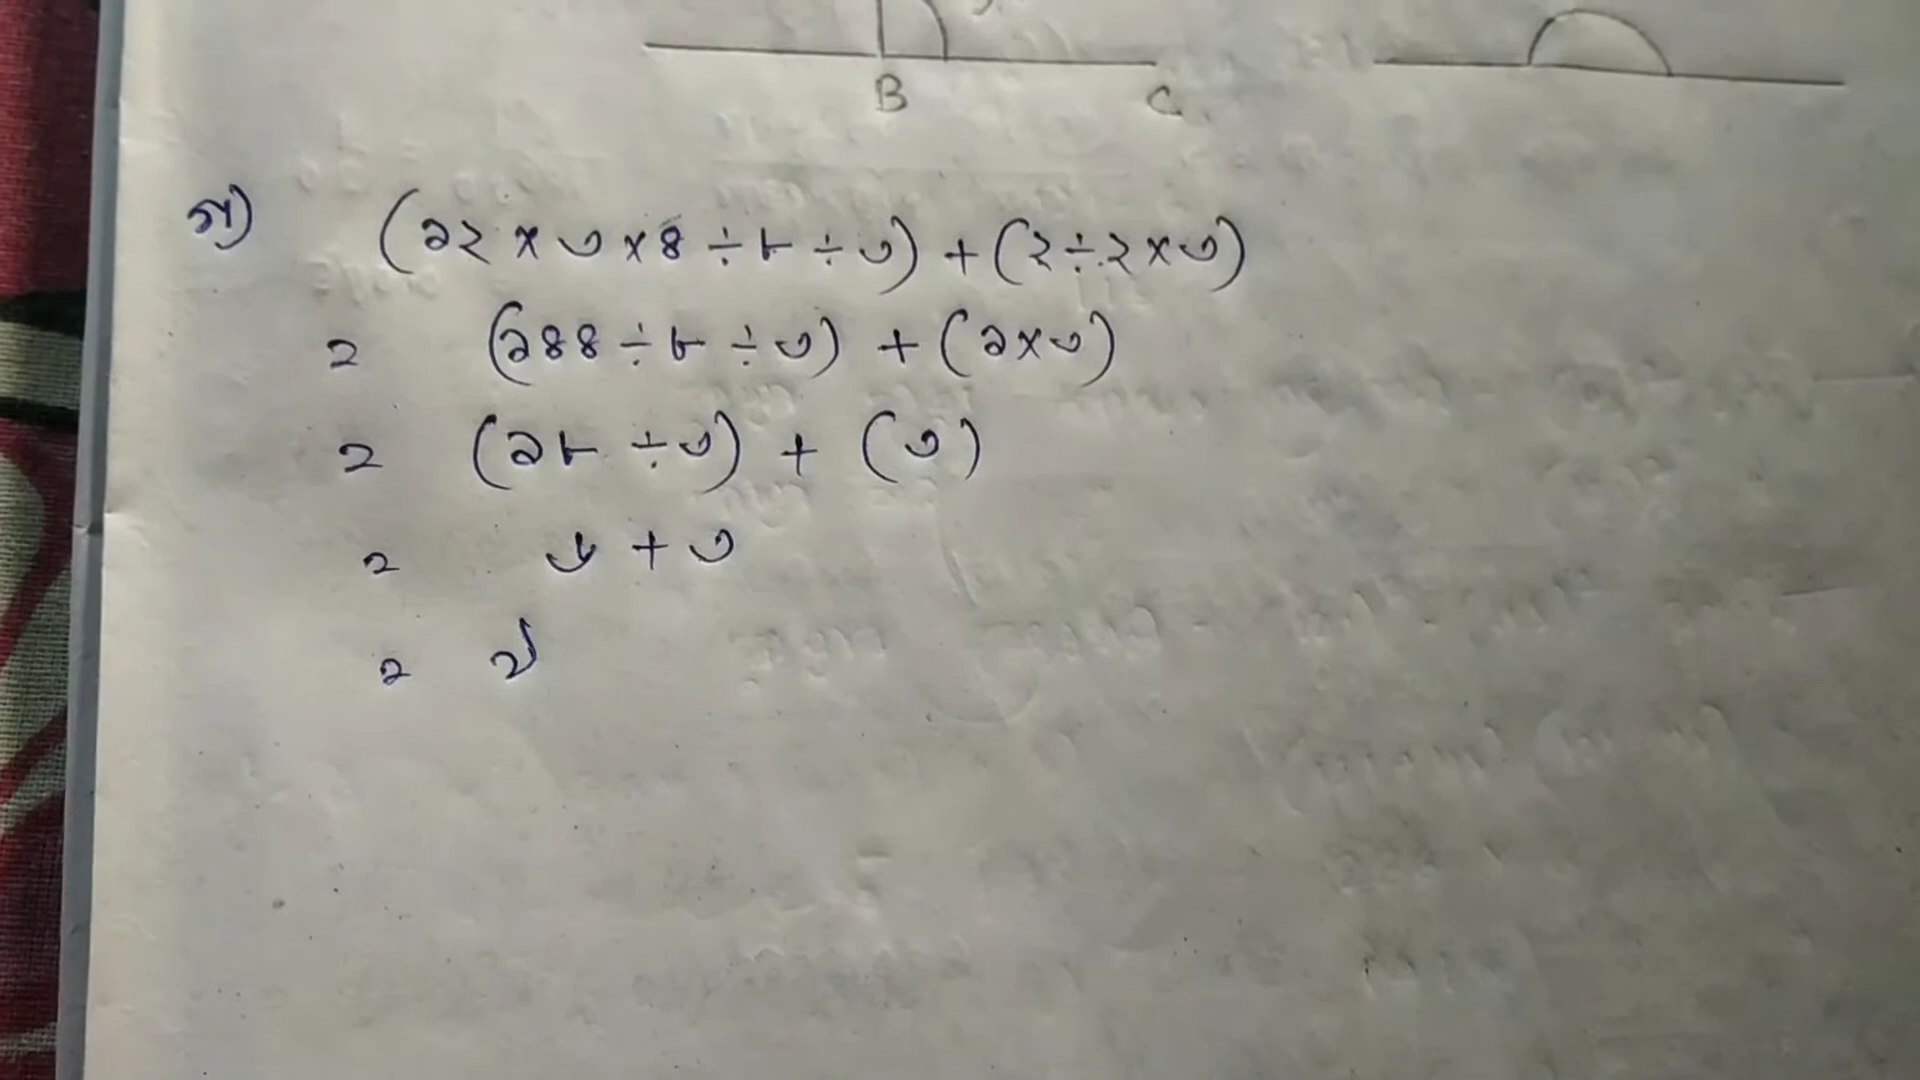 B C
গ) (১২ × ৩ × ৪ ÷ ৮ ÷ ৩) + (২ ÷ ২ × ৩)
= (১৪৪ ÷ ৮ ÷ ৩) + (১ × ৩)
= (১৮ ÷ ৩) + (৩)
= ৬ + ৩
= ৯